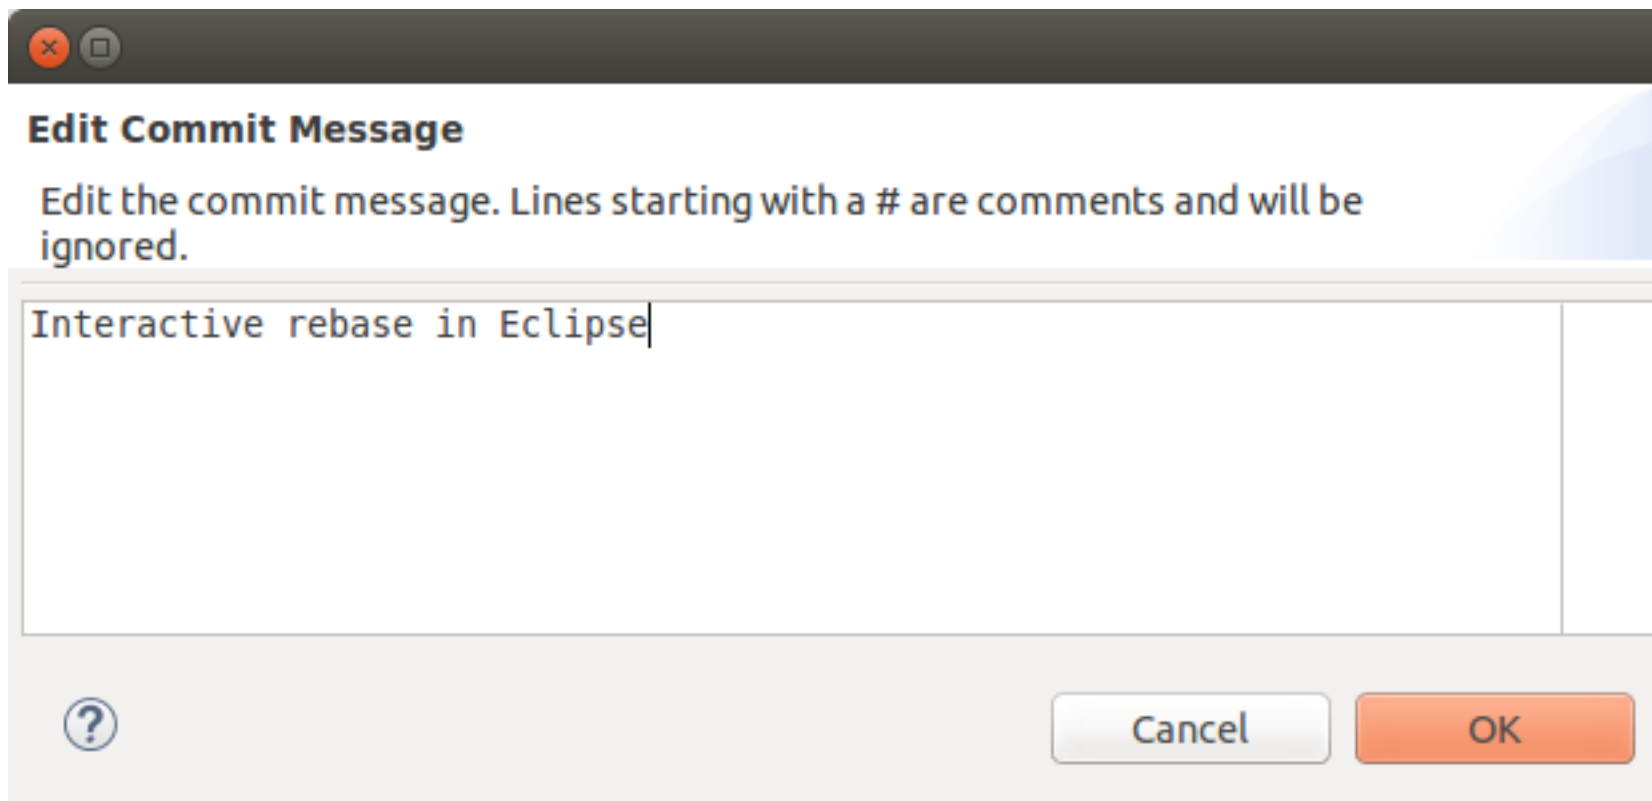 Edit Commit Message
Edit the commit message. Lines starting with a # are comments and will be
ignored.
Interactive rebase in Eclipse
?
Cancel
OK